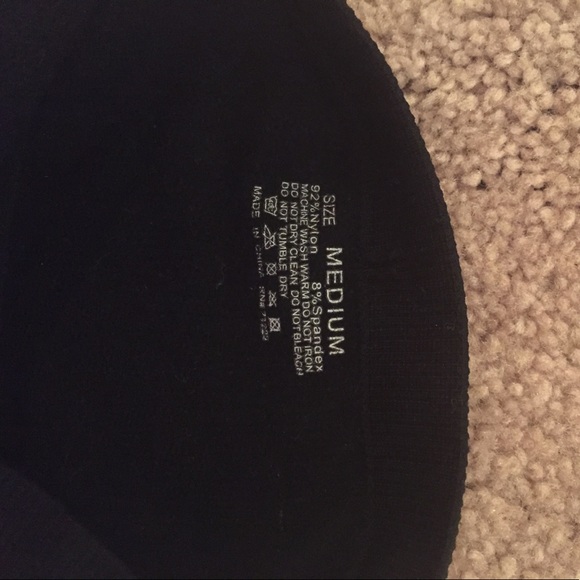 SIZE MEDIUM
92%Nylon 8%Spandex
MACHINE WASH WARM DO NOT IRON
DO NOT DRY CLEAN DO NOT BLEACH
DO NOT TUMBLE DRY
MADE IN CHINA